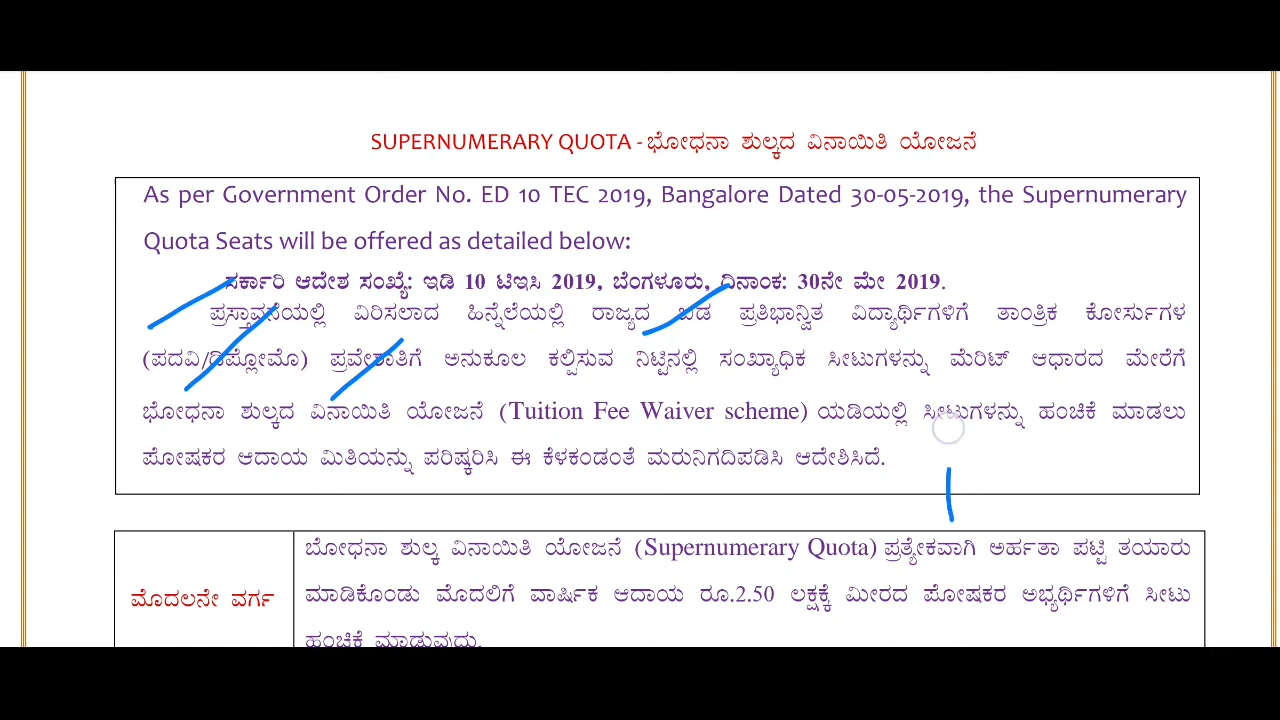 SUPERNUMERARY QUOTA - ಭೋಧನಾ ಶುಲ್ಕದ ವಿನಾಯಿತಿ ಯೋಜನೆ
As per Government Order No. ED 10 TEC 2019, Bangalore Dated 30-05-2019, the Supernumerary
Quota Seats will be offered as detailed below:
ಸರ್ಕಾರಿ ಆದೇಶ ಸಂಖ್ಯೆ: ಇಡಿ 10 ಟಿಇಸಿ 2019, ಬೆಂಗಳೂರು, ದಿನಾಂಕ: 30ನೇ ಮೇ 2019.
ಪ್ರಸ್ತಾವನೆಯಲ್ಲಿ ವಿರಿಸಲಾದ ಹಿನ್ನೆಲೆಯಲ್ಲಿ ರಾಜ್ಯದ ಬಡ ಪ್ರತಿಭಾನ್ವಿತ ವಿದ್ಯಾರ್ಥಿಗಳಿಗೆ ತಾಂತ್ರಿಕ ಕೋರ್ಸುಗಳ
(ಪದವಿ/ಡಿಪ್ಲೋಮೊ) ಪ್ರವೇಶಾತಿಗೆ ಅನುಕೂಲ ಕಲ್ಪಿಸುವ ನಿಟ್ಟಿನಲ್ಲಿ ಸಂಖ್ಯಾಧಿಕ ಸೀಟುಗಳನ್ನು ಮೆರಿಟ್ ಆಧಾರದ ಮೇರೆಗೆ
ಭೋಧನಾ ಶುಲ್ಕದ ವಿನಾಯಿತಿ ಯೋಜನೆ (Tuition Fee Waiver scheme) ಯಡಿಯಲ್ಲಿ ಸೀಟುಗಳನ್ನು ಹಂಚಿಕೆ ಮಾಡಲು
ಪೋಷಕರ ಆದಾಯ ಮಿತಿಯನ್ನು ಪರಿಷ್ಕರಿಸಿ ಈ ಕೆಳಕಂಡಂತೆ ಮರುನಿಗದಿಪಡಿಸಿ ಆದೇಶಿಸಿದೆ.
ಬೋಧನಾ ಶುಲ್ಕ ವಿನಾಯಿತಿ ಯೋಜನೆ (Supernumerary Quota) ಪ್ರತ್ಯೇಕವಾಗಿ ಅರ್ಹತಾ ಪಟ್ಟಿ ತಯಾರು
ಮೊದಲನೇ ವರ್ಗ ಮಾಡಿಕೊಂಡು ಮೊದಲಿಗೆ ವಾರ್ಷಿಕ ಆದಾಯ ರೂ.2.50 ಲಕ್ಷಕ್ಕೆ ಮೀರದ ಪೋಷಕರ ಅಭ್ಯರ್ಥಿಗಳಿಗೆ ಸೀಟು
ಹಂಚಿಕೆ ಮಾಡುವುದು.